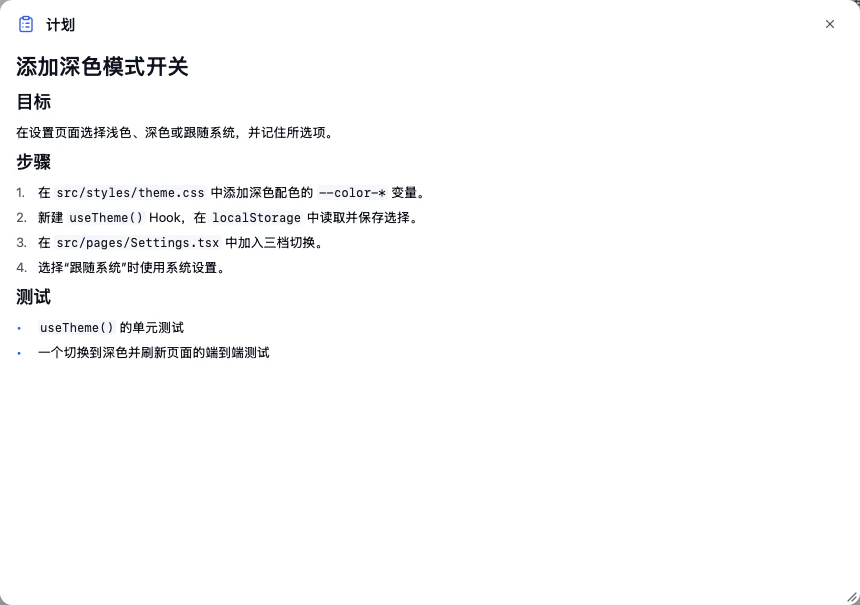 计划
添加深色模式开关
目标
在设置页面选择浅色、深色或跟随系统，并记住所选项。
步骤
1. 在 src/styles/theme.css 中添加深色配色的 --color-* 变量。
2. 新建 useTheme() Hook，在 localStorage 中读取并保存选择。
3. 在 src/pages/Settings.tsx 中加入三档切换。
4. 选择“跟随系统”时使用系统设置。
测试
• useTheme() 的单元测试
• 一个切换到深色并刷新页面的端到端测试